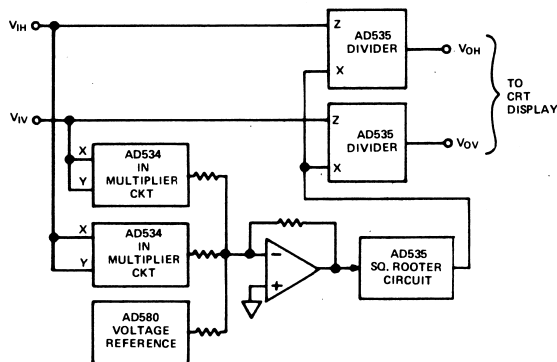 VIH
Z
AD535
DIVIDER
VOH
X
TO
CRT
DISPLAY
VIV
Z
AD535
DIVIDER
VOV
X
X
AD534
IN
MULTIPLIER
CKT
Y
X
AD534
IN
MULTIPLIER
CKT
Y
−
+
AD535
SQ. ROOTER
CIRCUIT
AD580
VOLTAGE
REFERENCE